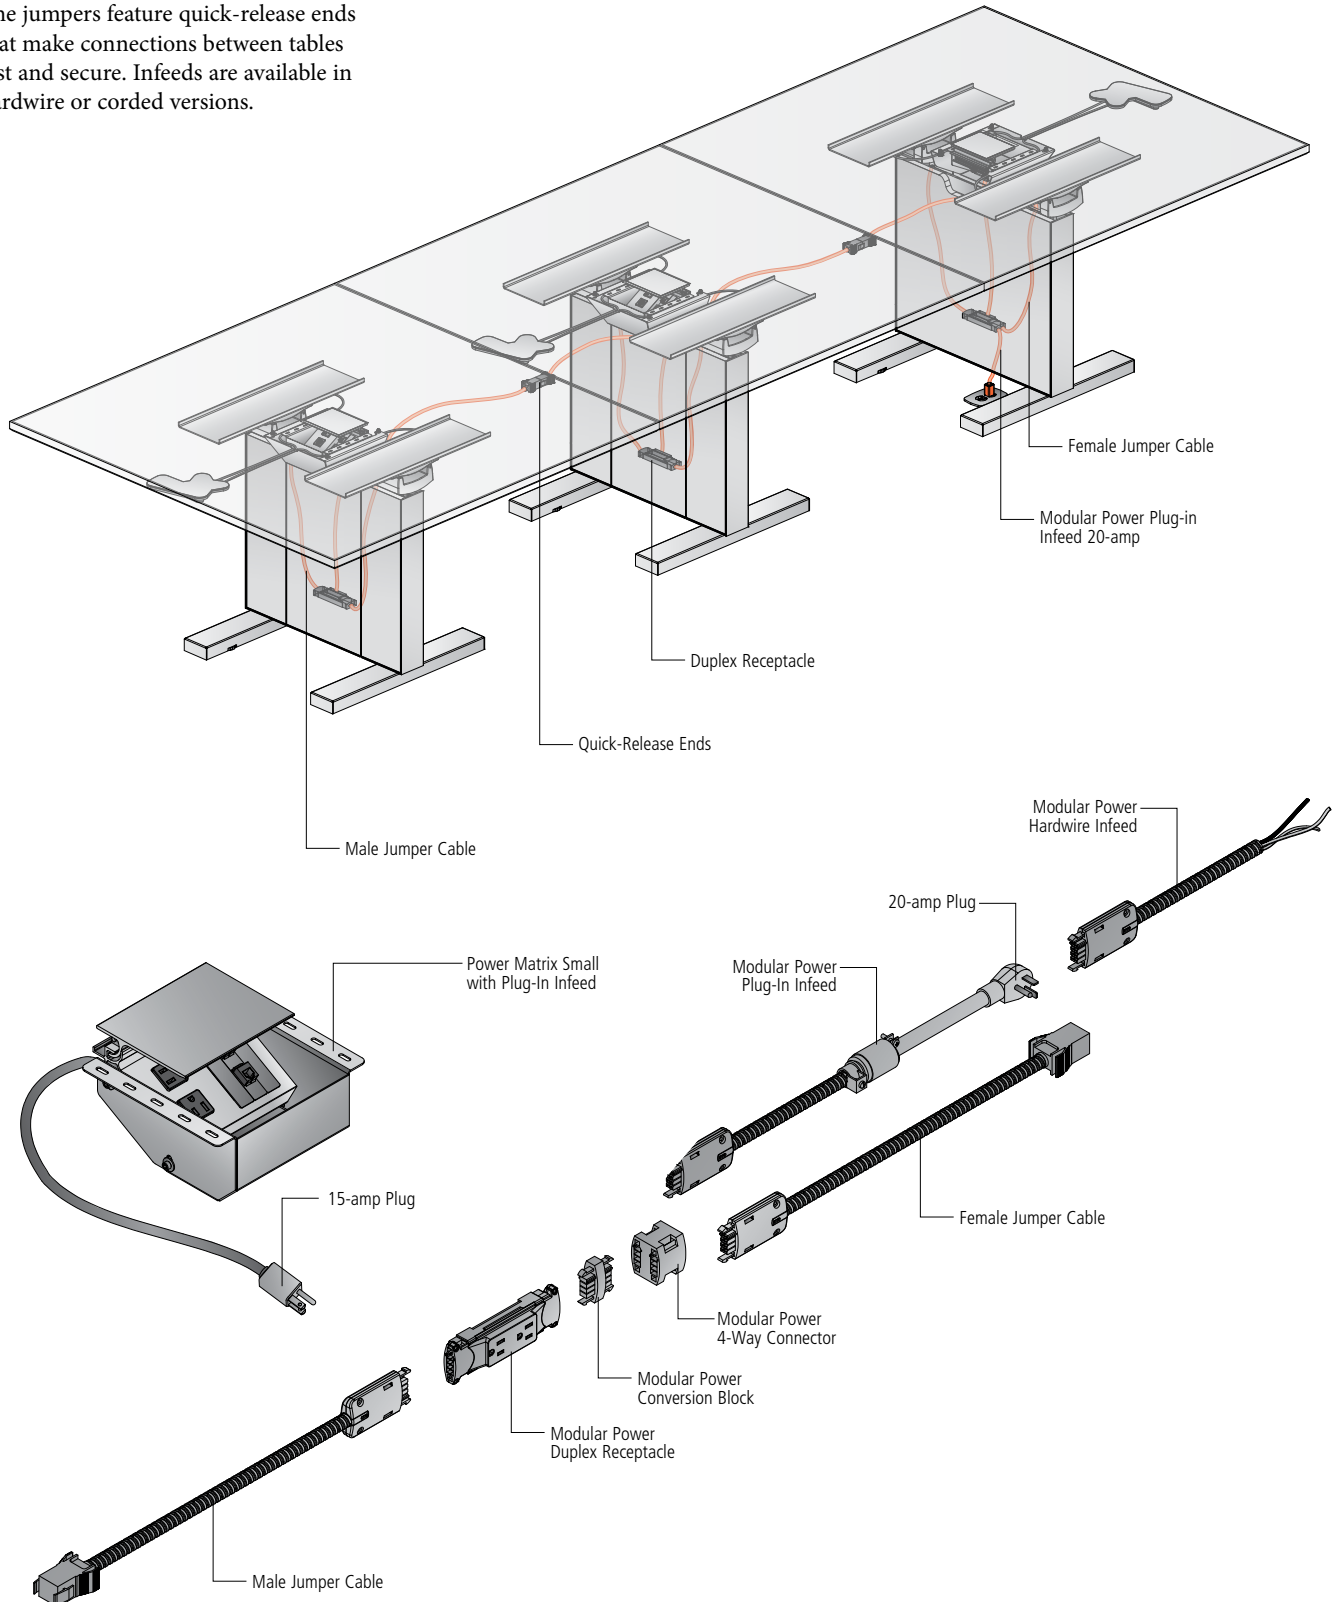 jumpers feature quick-release ends
make connections between tables
and secure. Infeeds are available in
or corded versions.
Female Jumper Cable
Modular Power Plug-in
Infeed 20-amp
Duplex Receptacle
Quick-Release Ends
Male Jumper Cable
Modular Power
Hardwire Infeed
20-amp Plug
Power Matrix Small
with Plug-In Infeed
Modular Power
Plug-In Infeed
15-amp Plug
Female Jumper Cable
Modular Power
4-Way Connector
Modular Power
Conversion Block
Modular Power
Duplex Receptacle
Male Jumper Cable